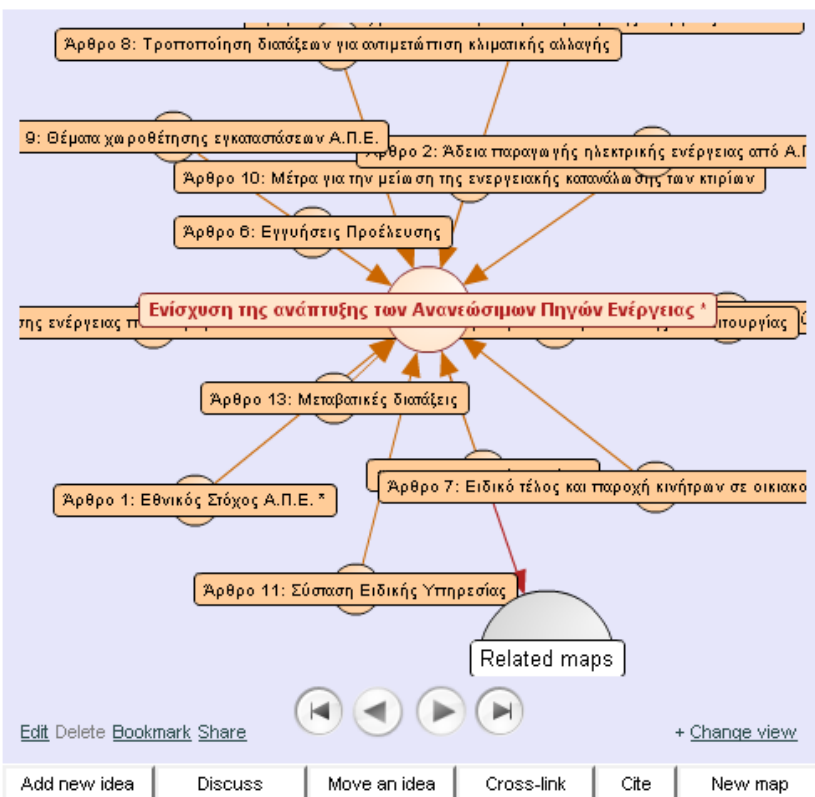 Άρθρο 8: Τροποποίηση διατάξεων για αντιμετώπιση κλιματικής αλλαγής
9: Θέματα χωροθέτησης εγκαταστάσεων Α.Π.Ε.
Άρθρο 2: Άδεια παραγωγής ηλεκτρικής ενέργειας από Α.Π
Άρθρο 10: Μέτρα για την μείωση της ενεργειακής κατανάλωσης των κτιρίων
Άρθρο 6: Εγγυήσεις Προέλευσης
Ενίσχυση της ανάπτυξης των Ανανεώσιμων Πηγών Ενέργειας *
σης ενέργειας
ιτουργίας
Άρθρο 13: Μεταβατικές διατάξεις
Άρθρο 7: Ειδικό τέλος και παροχή κινήτρων σε οικιακο
Άρθρο 1: Εθνικός Στόχος Α.Π.Ε. *
Άρθρο 11: Σύσταση Ειδικής Υπηρεσίας
Related maps
Edit Delete Bookmark Share
+ Change view
Add new idea Discuss Move an idea Cross-link Cite New map